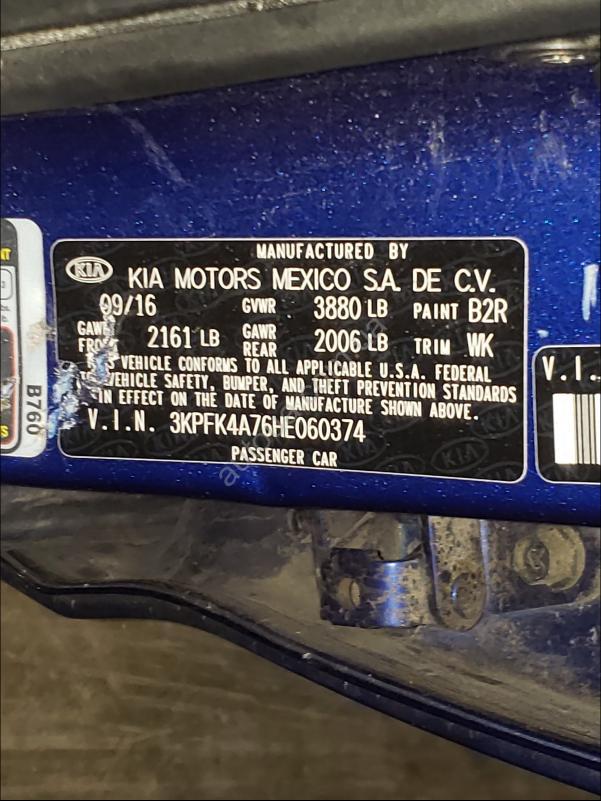 MANUFACTURED BY
KIA KIA MOTORS MEXICO S.A. DE C.V.
09/16 GVWR 3880 LB PAINT B2R
GAWR FRONT 2161 LB GAWR REAR 2006 LB TRIM WK
VEHICLE CONFORMS TO ALL APPLICABLE U.S.A. FEDERAL
VEHICLE SAFETY, BUMPER, AND THEFT PREVENTION STANDARDS
IN EFFECT ON THE DATE OF MANUFACTURE SHOWN ABOVE.
V.I.N. 3KPFK4A76HE060374
PASSENGER CAR
B760
V.I.